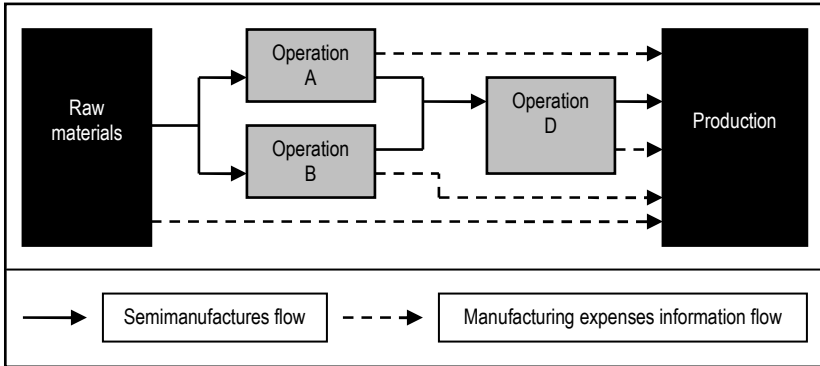 Raw
materials
Operation
A
Operation
B
Operation
D
Production
Semimanufactures flow
Manufacturing expenses information flow